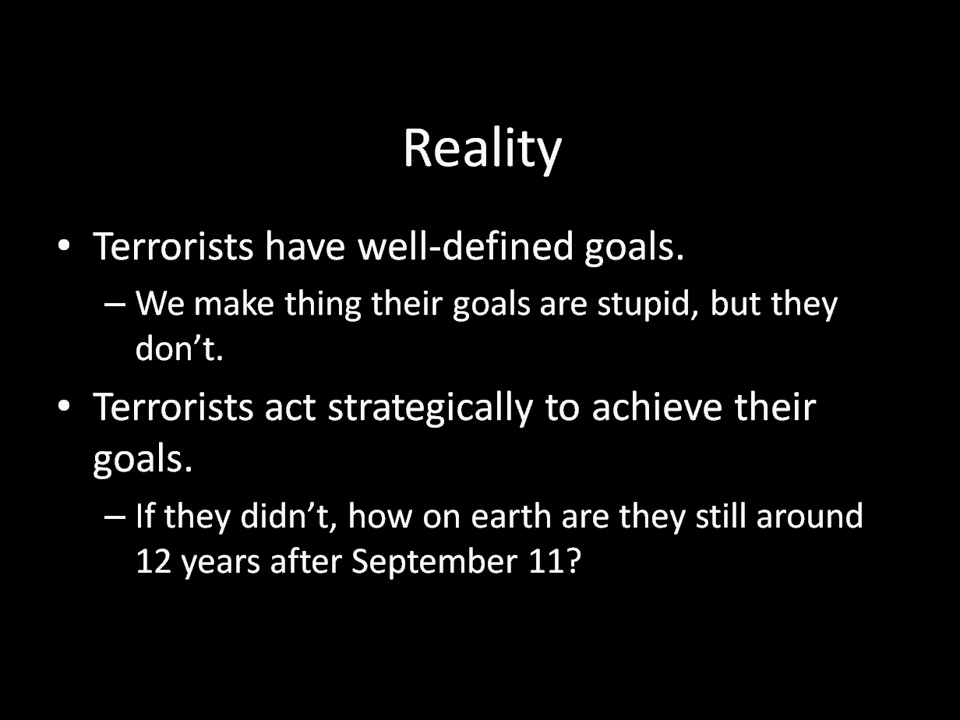 Reality
• Terrorists have well-defined goals.
– We make thing their goals are stupid, but they
don’t.
• Terrorists act strategically to achieve their
goals.
– If they didn’t, how on earth are they still around
12 years after September 11?